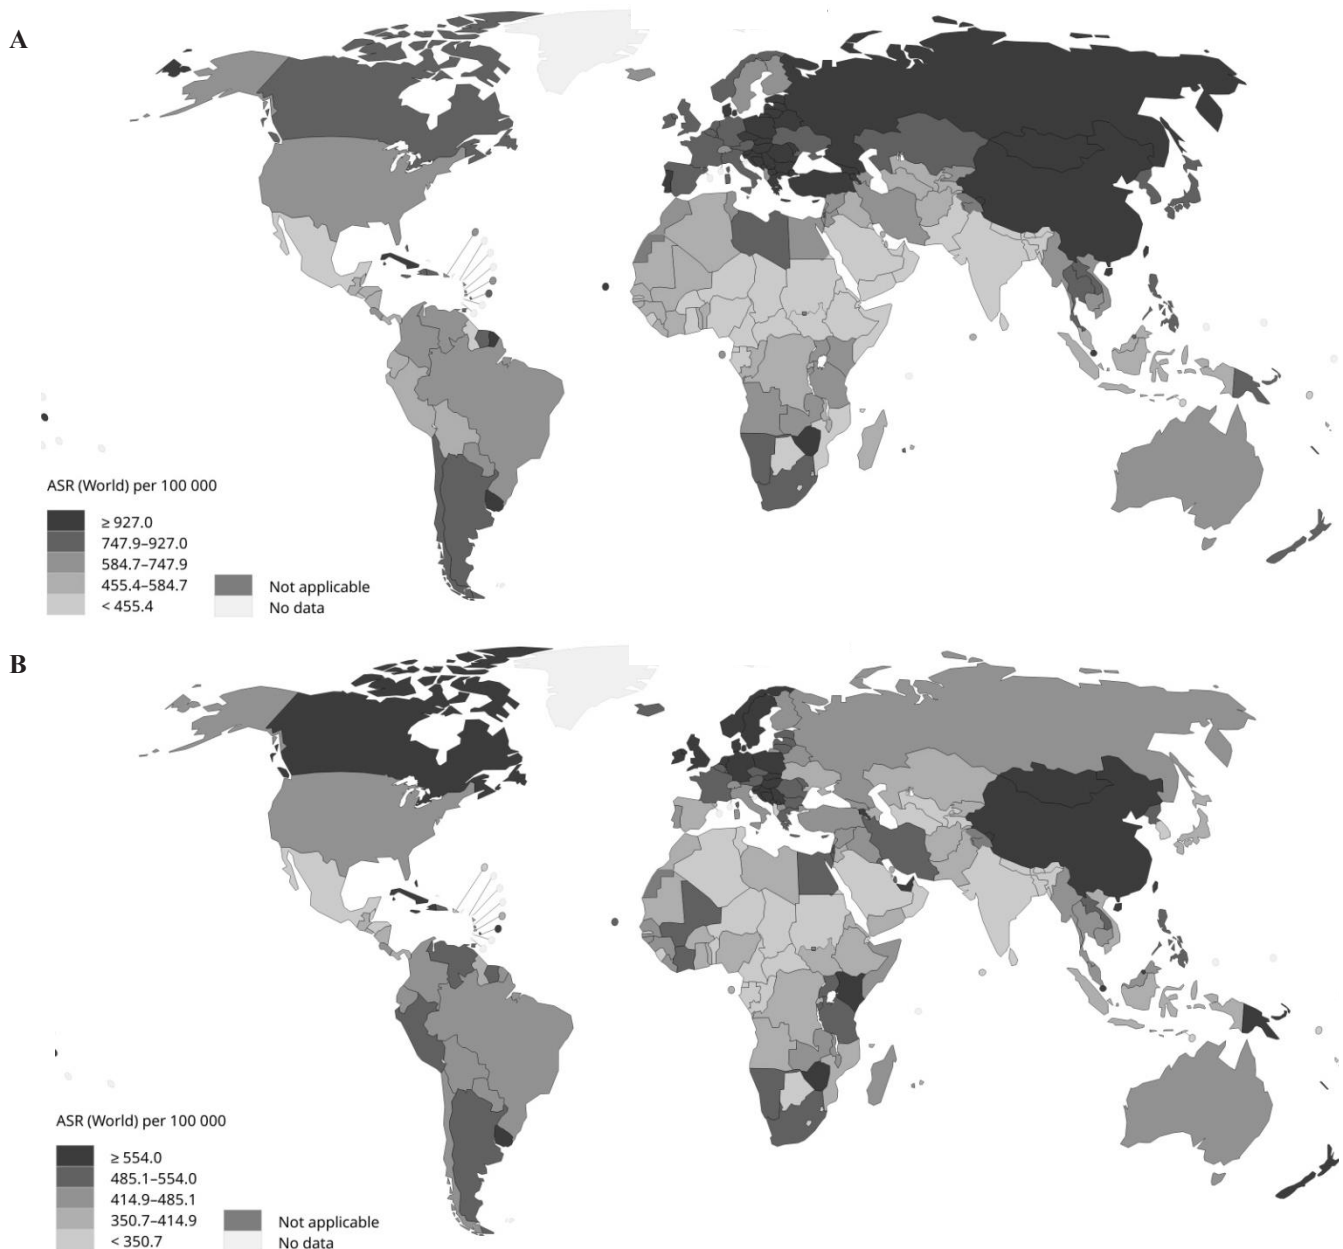 A
ASR (World) per 100 000
≥ 927.0
747.9–927.0
584.7–747.9
455.4–584.7
< 455.4
Not applicable
No data
B
ASR (World) per 100 000
≥ 554.0
485.1–554.0
414.9–485.1
350.7–414.9
< 350.7
Not applicable
No data